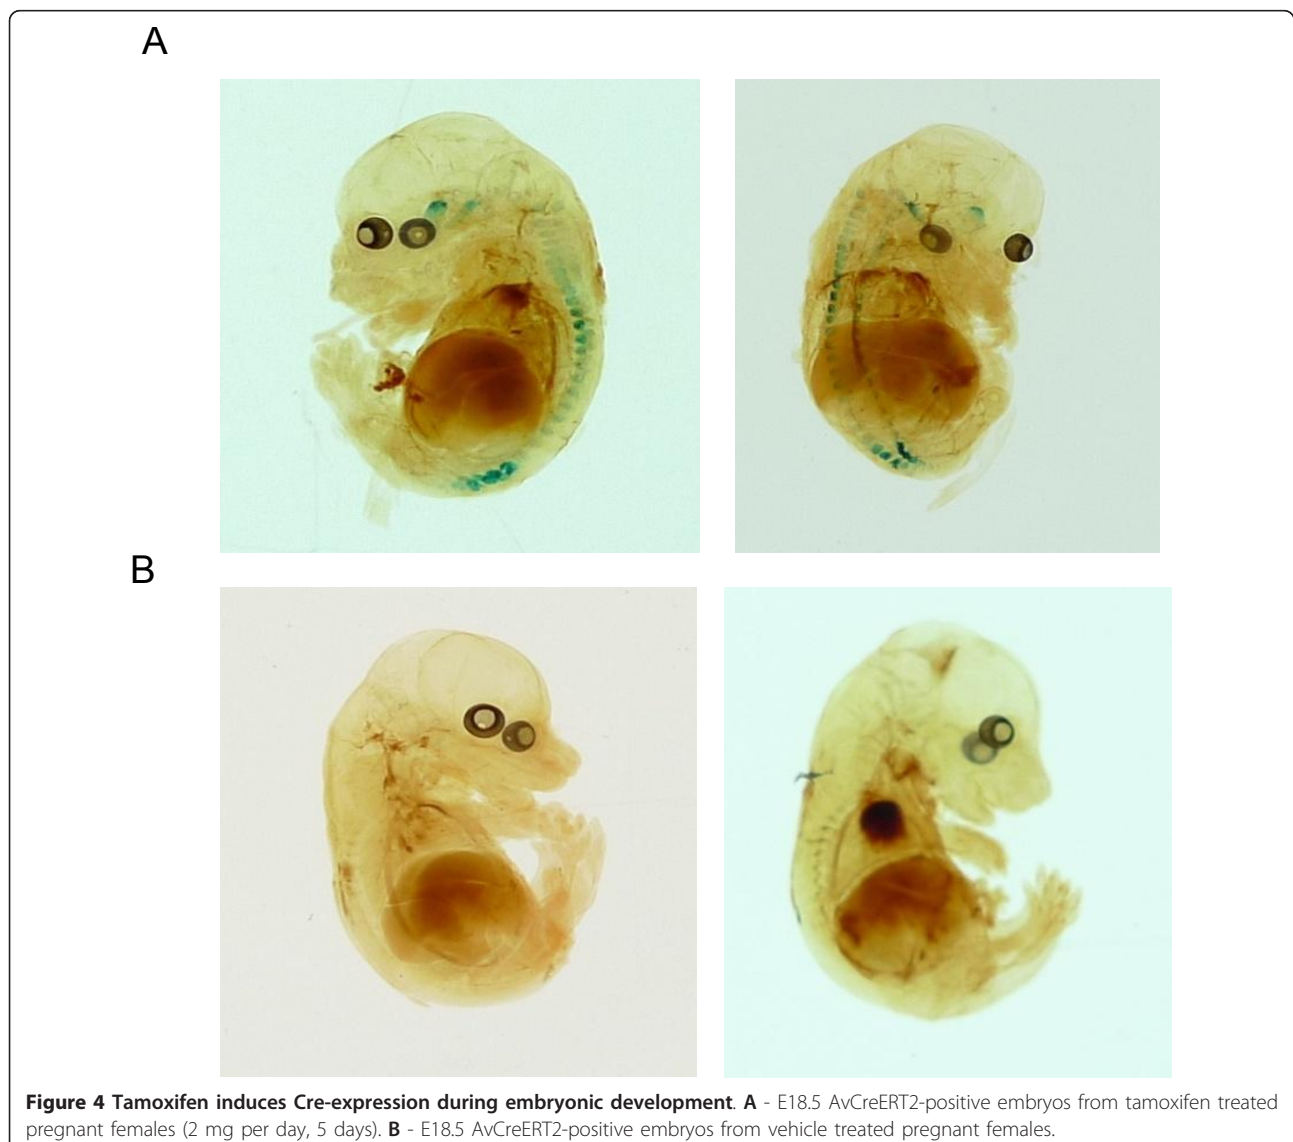 A
B
Figure 4 Tamoxifen induces Cre-expression during embryonic development. A - E18.5 AvCreERT2-positive embryos from tamoxifen treated
pregnant females (2 mg per day, 5 days). B - E18.5 AvCreERT2-positive embryos from vehicle treated pregnant females.